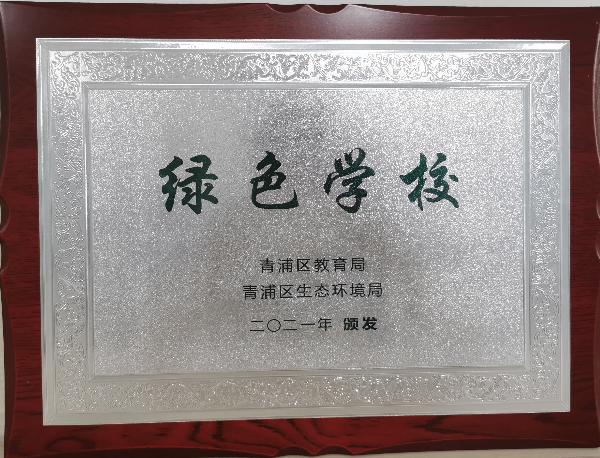 绿色学校
青浦区教育局
青浦区生态环境局
二〇二一年 颁发